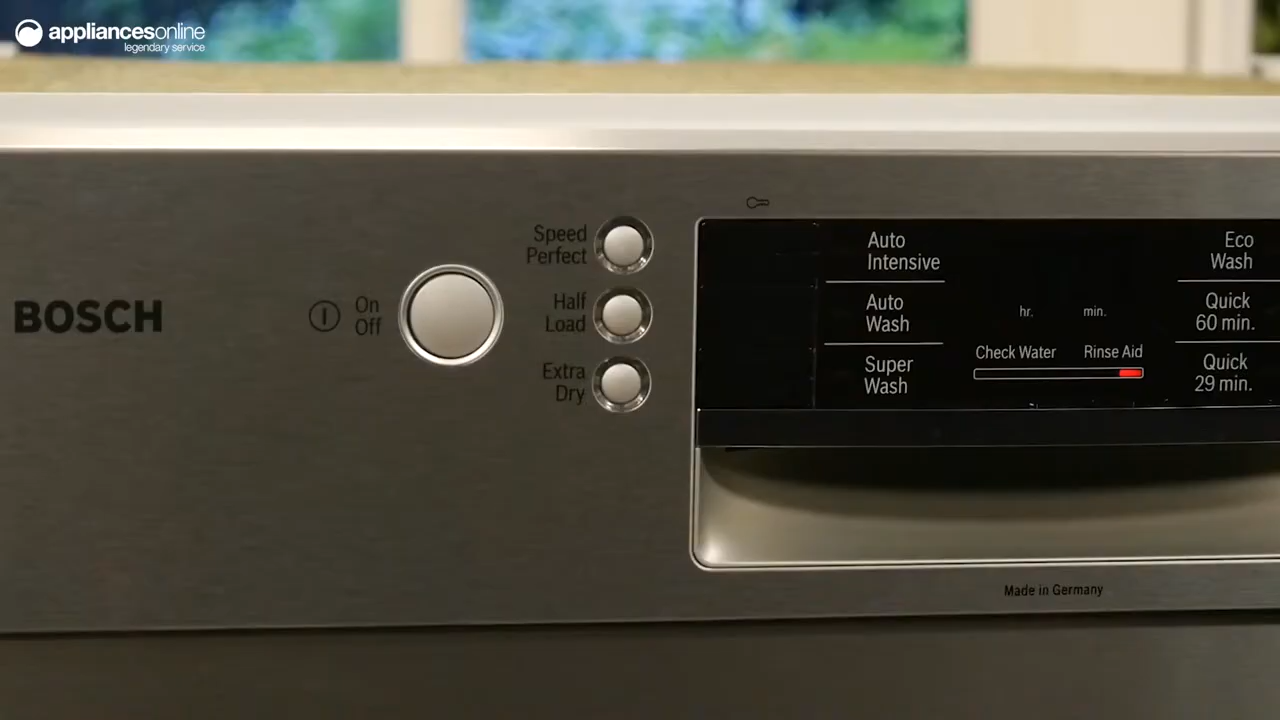 appliancesonline
legendary service
BOSCH
On
Off
Speed
Perfect
Half
Load
Extra
Dry
Auto
Intensive
Auto
Wash
Super
Wash
hr. min.
Check Water Rinse Aid
Eco
Wash
Quick
60 min.
Quick
29 min.
Made in Germany